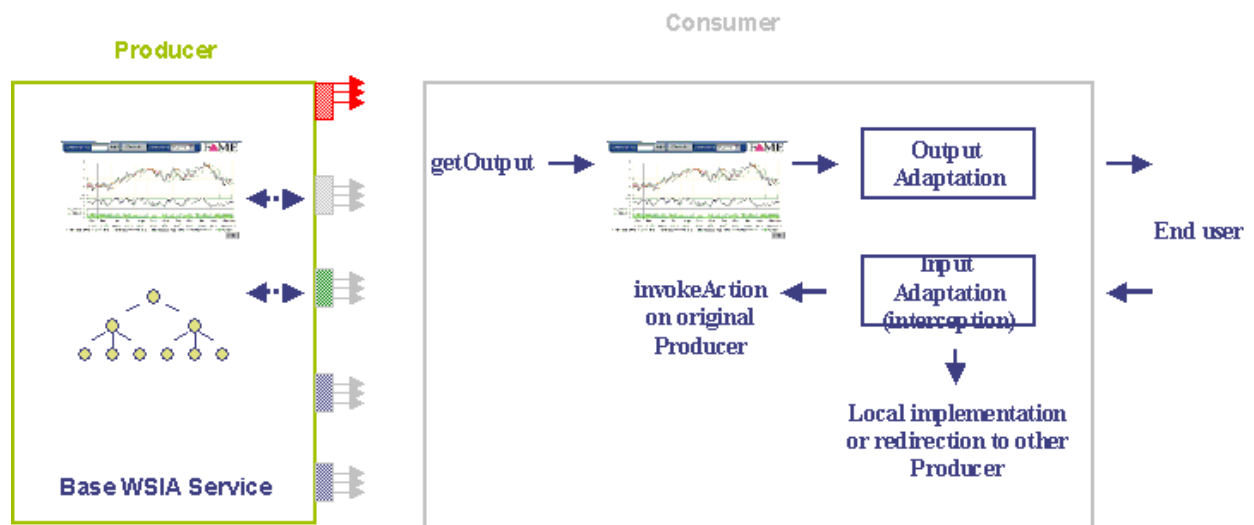 Consumer
Producer
getOutput
FAME
Output
Adaptation
End user
invokeAction
on original
Producer
Input
Adaptation
(interception)
Local implementation
or redirection to other
Producer
Base WSIA Service